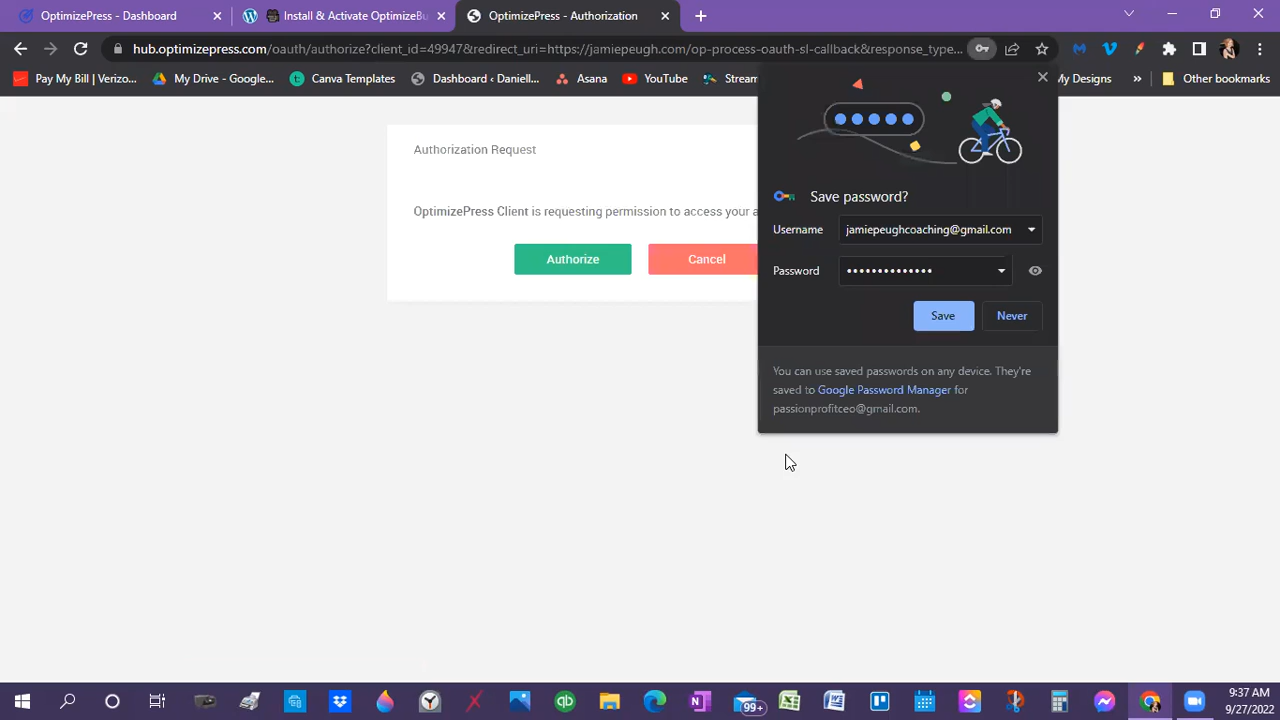 OptimizePress - Dashboard
Install & Activate OptimizeBu
OptimizePress - Authorization
hub.optimizepress.com/oauth/authorize?client_id=49947&redirect_uri=https://jamiepeugh.com/op-process-oauth-sl-callback&response_type...
Pay My Bill | Verizo...
My Drive - Google...
Canva Templates
Dashboard ‹ Daniell...
Asana
YouTube
Stream
My Designs
»
Other bookmarks
Authorization Request
OptimizePress Client is requesting permission to access your a
Authorize
Cancel
Save password?
Username
jamiepeughcoaching@gmail.com
Password
••••••••••••••
Save
Never
You can use saved passwords on any device. They're
saved to Google Password Manager for
passionprofitceo@gmail.com.
99+
9:37 AM
9/27/2022